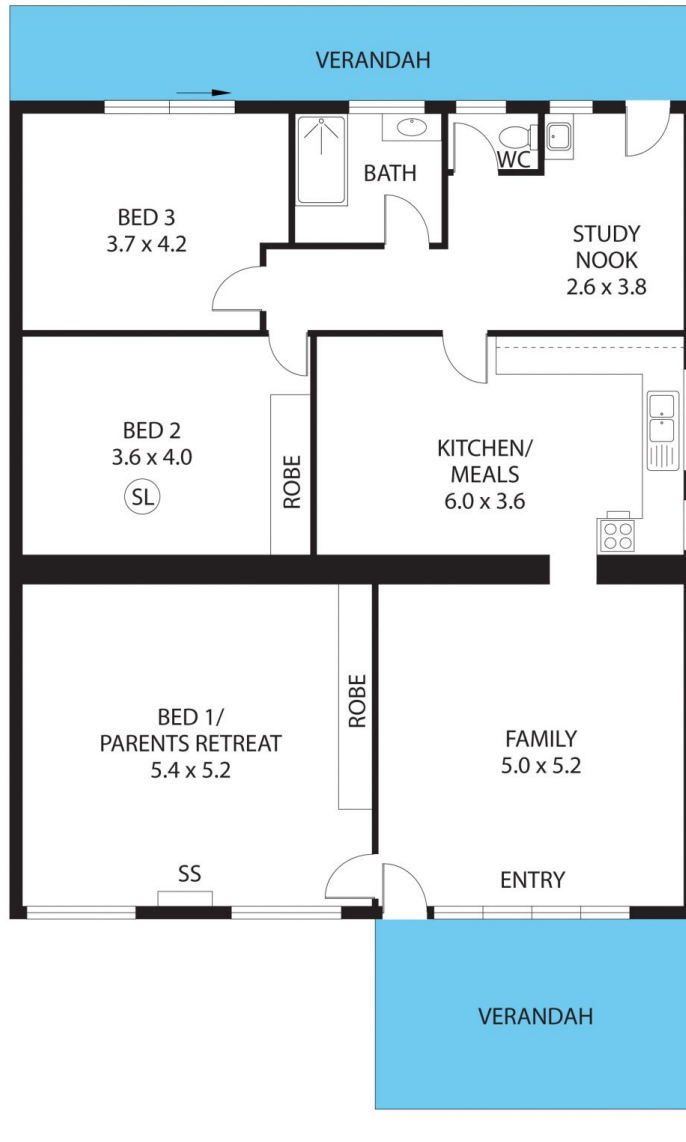 VERANDAH
BATH
WC
BED 3
3.7 x 4.2
STUDY
NOOK
2.6 x 3.8
BED 2
3.6 x 4.0
SL
ROBE
KITCHEN/
MEALS
6.0 x 3.6
BED 1/
PARENTS RETREAT
5.4 x 5.2
ROBE
FAMILY
5.0 x 5.2
SS
ENTRY
VERANDAH